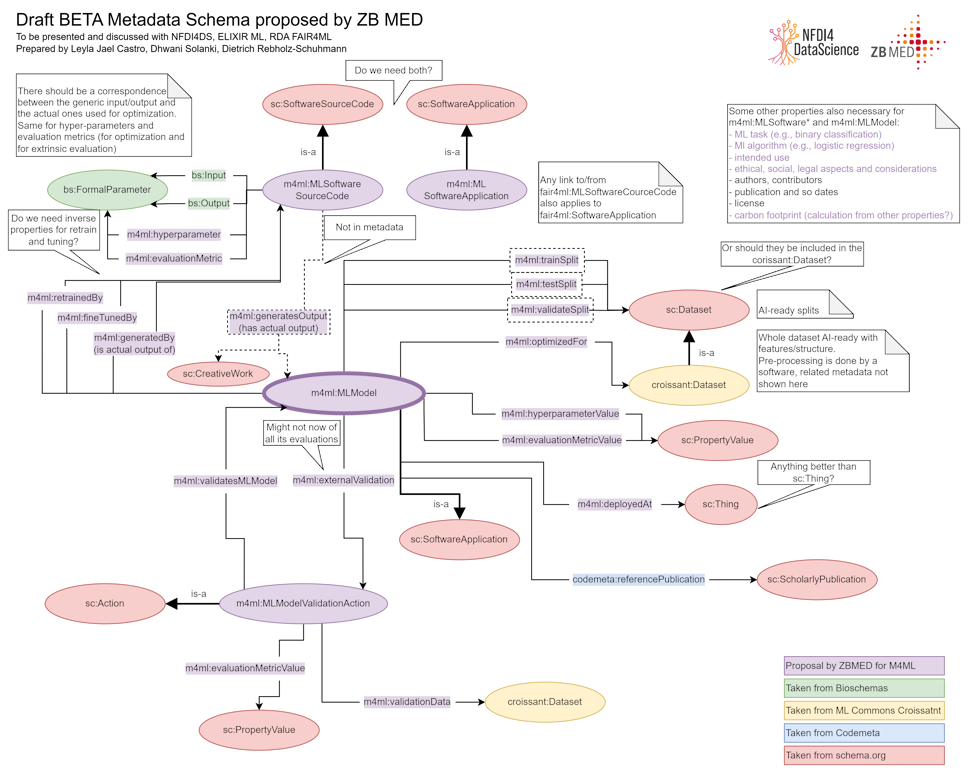 Draft BETA Metadata Schema proposed by ZB MED
To be presented and discussed with NFDI4DS, ELIXIR ML, RDA FAIR4ML
Prepared by Leyla Jael Castro, Dhwani Solanki, Dietrich Rebholz-Schuhmann
NFDI4
DataScience
ZB MED
There should be a correspondence
between the generic input/output and
the actual ones used for optimization.
Same for hyper-parameters and
evaluation metrics (for optimization and
for extrinsic evaluation)
Do we need both?
sc:SoftwareSourceCode
sc:SoftwareApplication
is-a
is-a
Some other properties also necessary for
m4ml:MLSoftware* and m4ml:MLModel:
- ML task (e.g., binary classification)
- Ml algorithm (e.g., logistic regression)
- intended use
- ethical, social, legal aspects and considerations
- authors, contributors
- publication and so dates
- license
- carbon footprint (calculation from other properties?)
bs:FormalParameter
bs:Input
bs:Output
m4ml:MLSoftware
SourceCode
m4ml:ML
SoftwareApplication
Any link to/from
fair4ml:MLSoftwareCourceCode
also applies to
fair4ml:SoftwareApplication
Do we need inverse
properties for retrain
and tuning?
m4ml:hyperparameter
m4ml:evaluationMetric
Not in metadata
m4ml:trainSplit
m4ml:testSplit
m4ml:validateSplit
Or should they be included in the
corissant:Dataset?
m4ml:retrainedBy
m4ml:fineTunedBy
m4ml:generatedBy
(is actual output of)
m4ml:generatesOutput
(has actual output)
sc:Dataset
AI-ready splits
m4ml:optimizedFor
is-a
Whole dataset AI-ready with
features/structure.
Pre-processing is done by a
software, related metadata not
shown here
sc:CreativeWork
m4ml:MLModel
croissant:Dataset
m4ml:hyperparameterValue
m4ml:evaluationMetricValue
sc:PropertyValue
Might not now of
all its evaluations
m4ml:validatesMLModel
m4ml:externalValidation
Anything better than
sc:Thing?
is-a
m4ml:deployedAt
sc:Thing
sc:SoftwareApplication
codemeta:referencePublication
sc:ScholarlyPublication
sc:Action
is-a
m4ml:MLModelValidationAction
m4ml:evaluationMetricValue
m4ml:validationData
croissant:Dataset
sc:PropertyValue
Proposal by ZBMED for M4ML
Taken from Bioschemas
Taken from ML Commons Croissatnt
Taken from Codemeta
Taken from schema.org